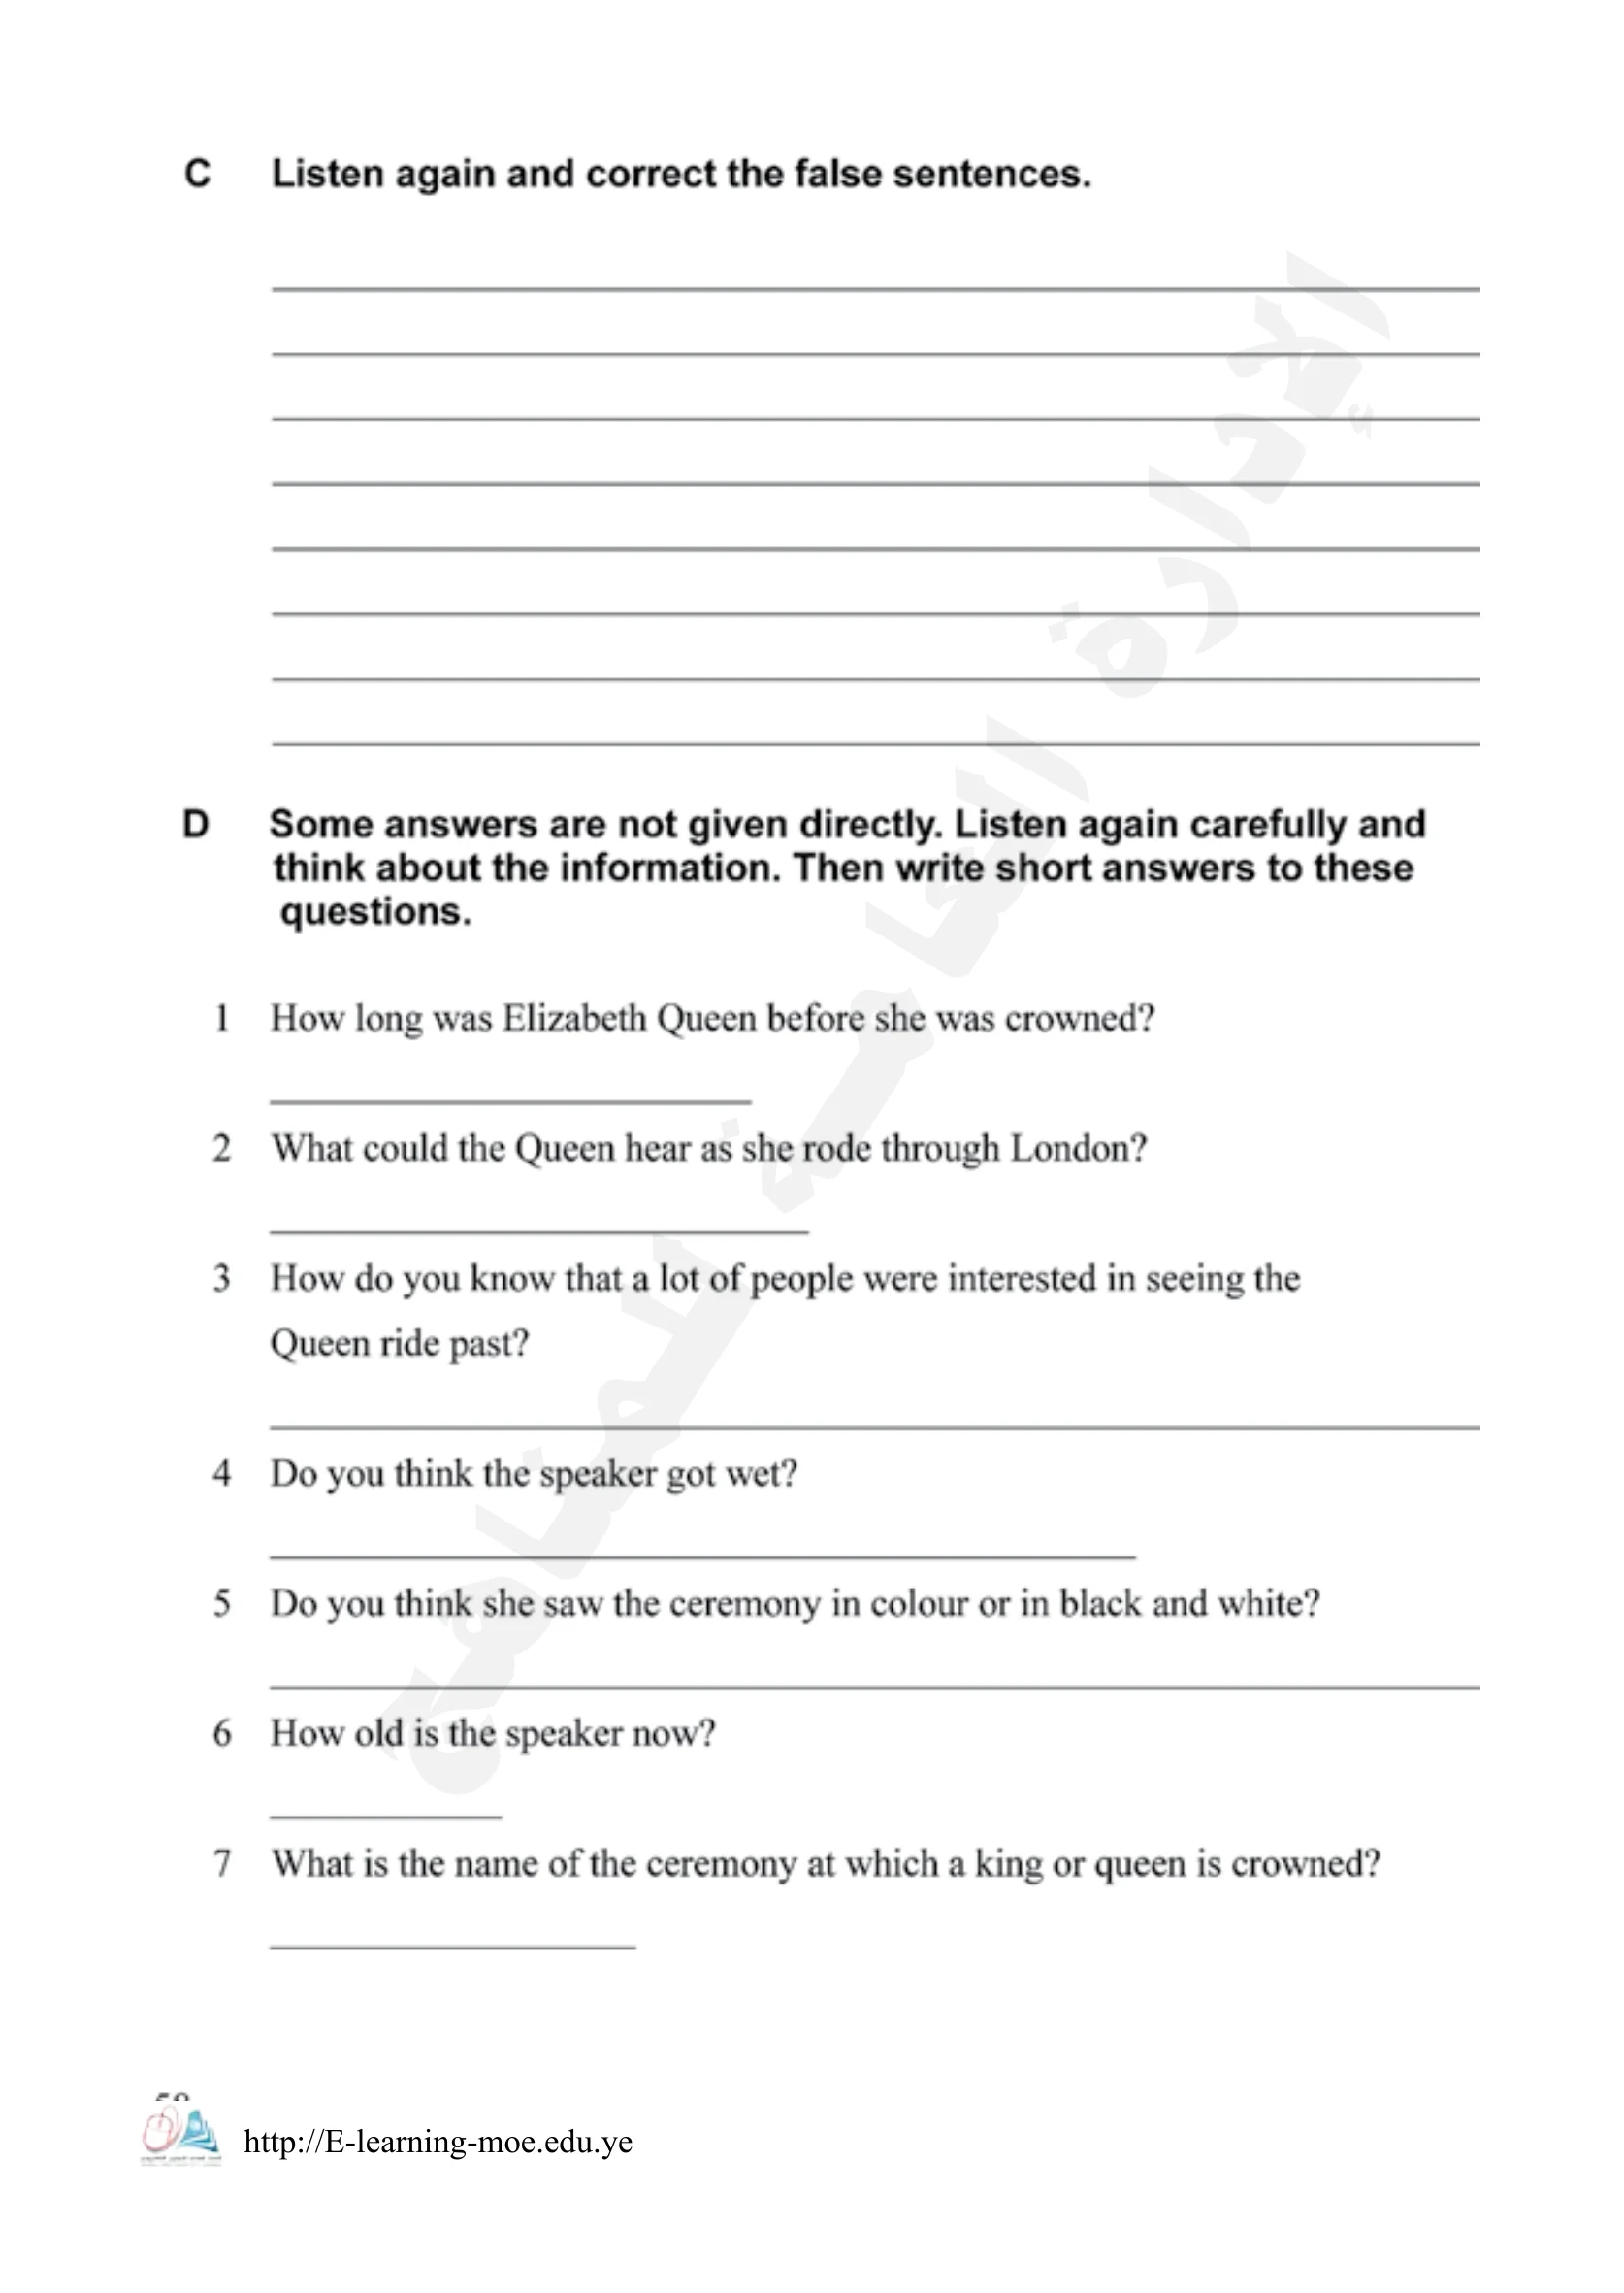 C Listen again and correct the false sentences.
D Some answers are not given directly. Listen again carefully and
think about the information. Then write short answers to these
questions.
1 How long was Elizabeth Queen before she was crowned?
2 What could the Queen hear as she rode through London?
3 How do you know that a lot of people were interested in seeing the
Queen ride past?
4 Do you think the speaker got wet?
5 Do you think she saw the ceremony in colour or in black and white?
6 How old is the speaker now?
7 What is the name of the ceremony at which a king or queen is crowned?
الإدارة العامة للمناهج
http://E-learning-moe.edu.ye